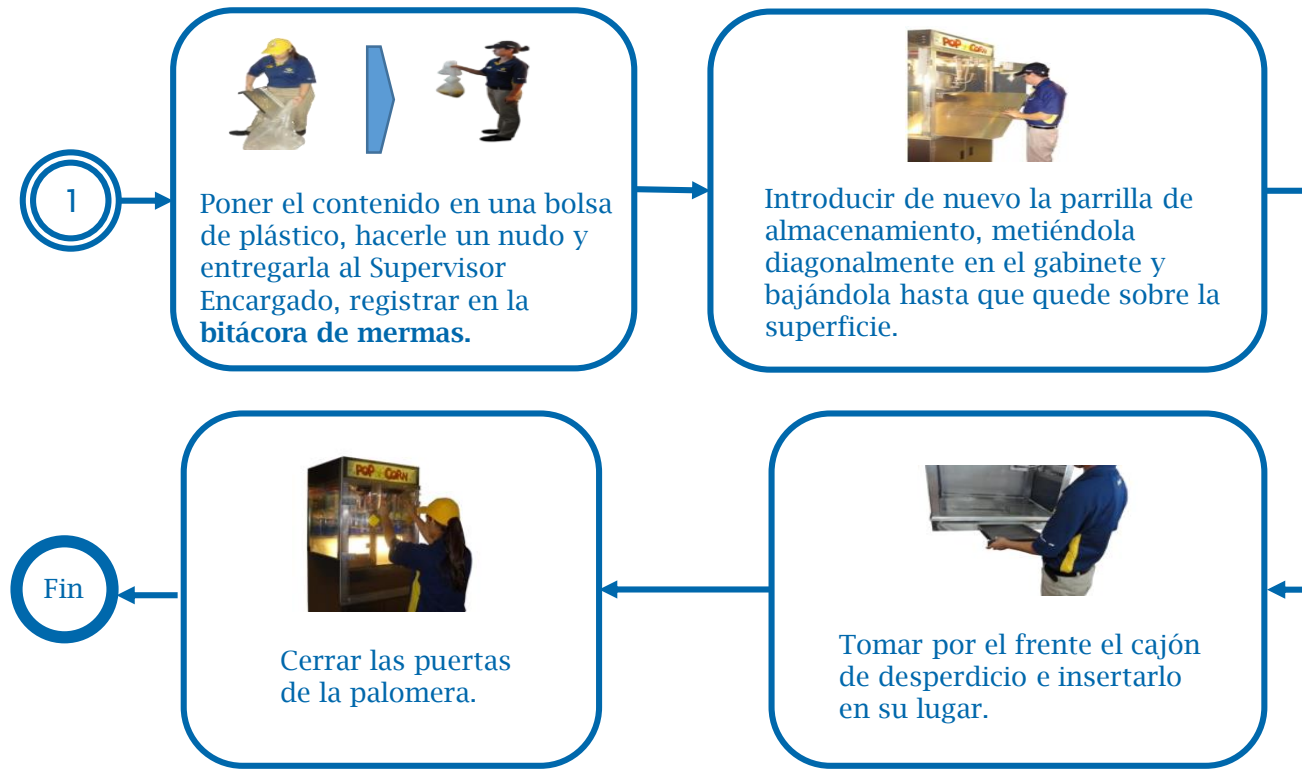 POP CORN
1
Poner el contenido en una bolsa
de plástico, hacerle un nudo y
entregarla al Supervisor
Encargado, registrar en la
bitácora de mermas.
POP CORN
Introducir de nuevo la parrilla de
almacenamiento, metiéndola
diagonalmente en el gabinete y
bajándola hasta que quede sobre la
superficie.
Tomar por el frente el cajón
de desperdicio e insertarlo
en su lugar.
Cerrar las puertas
de la palomera.
Fin